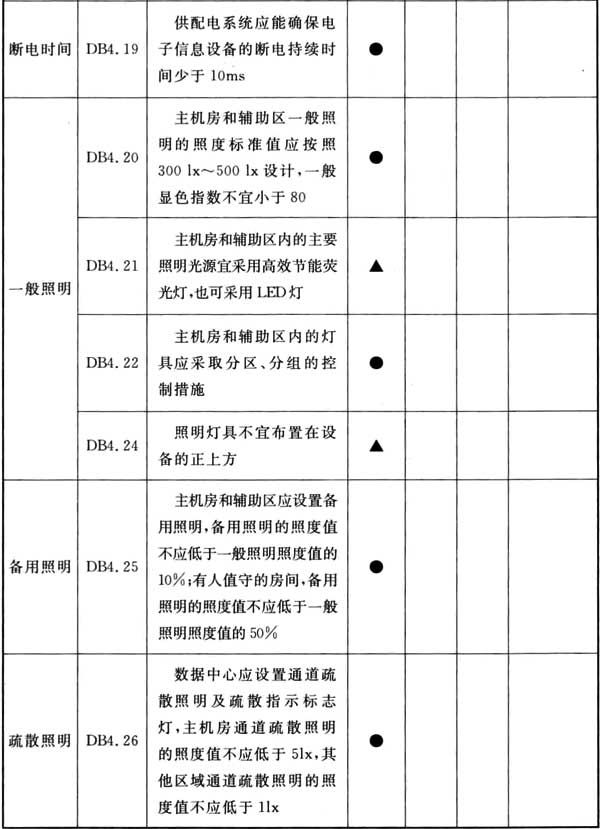 供配电系统应能确保电
断电时间 DB4.19 子信息设备的断电持续时 ●
间少于 10ms
主机房和辅助区一般照
明的照度标准值应按照
DB4.20 300 lx～500 lx 设计,一般 ●
显色指数不宜小于 80
主机房和辅助区内的主要
DB4.21 照明光源宜采用高效节能荧 ▲
光灯,也可采用 LED 灯
一般照明
主机房和辅助区内的灯
DB4.22 具应采取分区、分组的控 ●
制措施
照明灯具不宜布置在设
DB4.24 备的正上方 ▲
主机房和辅助区应设置备
用照明,备用照明的照度值
不应低于一般照明照度值的
备用照明 DB4.25 10%;有人值守的房间,备用 ●
照明的照度值不应低于一般
照明照度值的 50%
数据中心应设置通道疏
散照明及疏散指示标志
灯,主机房通道疏散照明
疏散照明 DB4.26 的照度值不应低于 5lx,其 ●
他区域通道疏散照明的照
度值不应低于 1lx